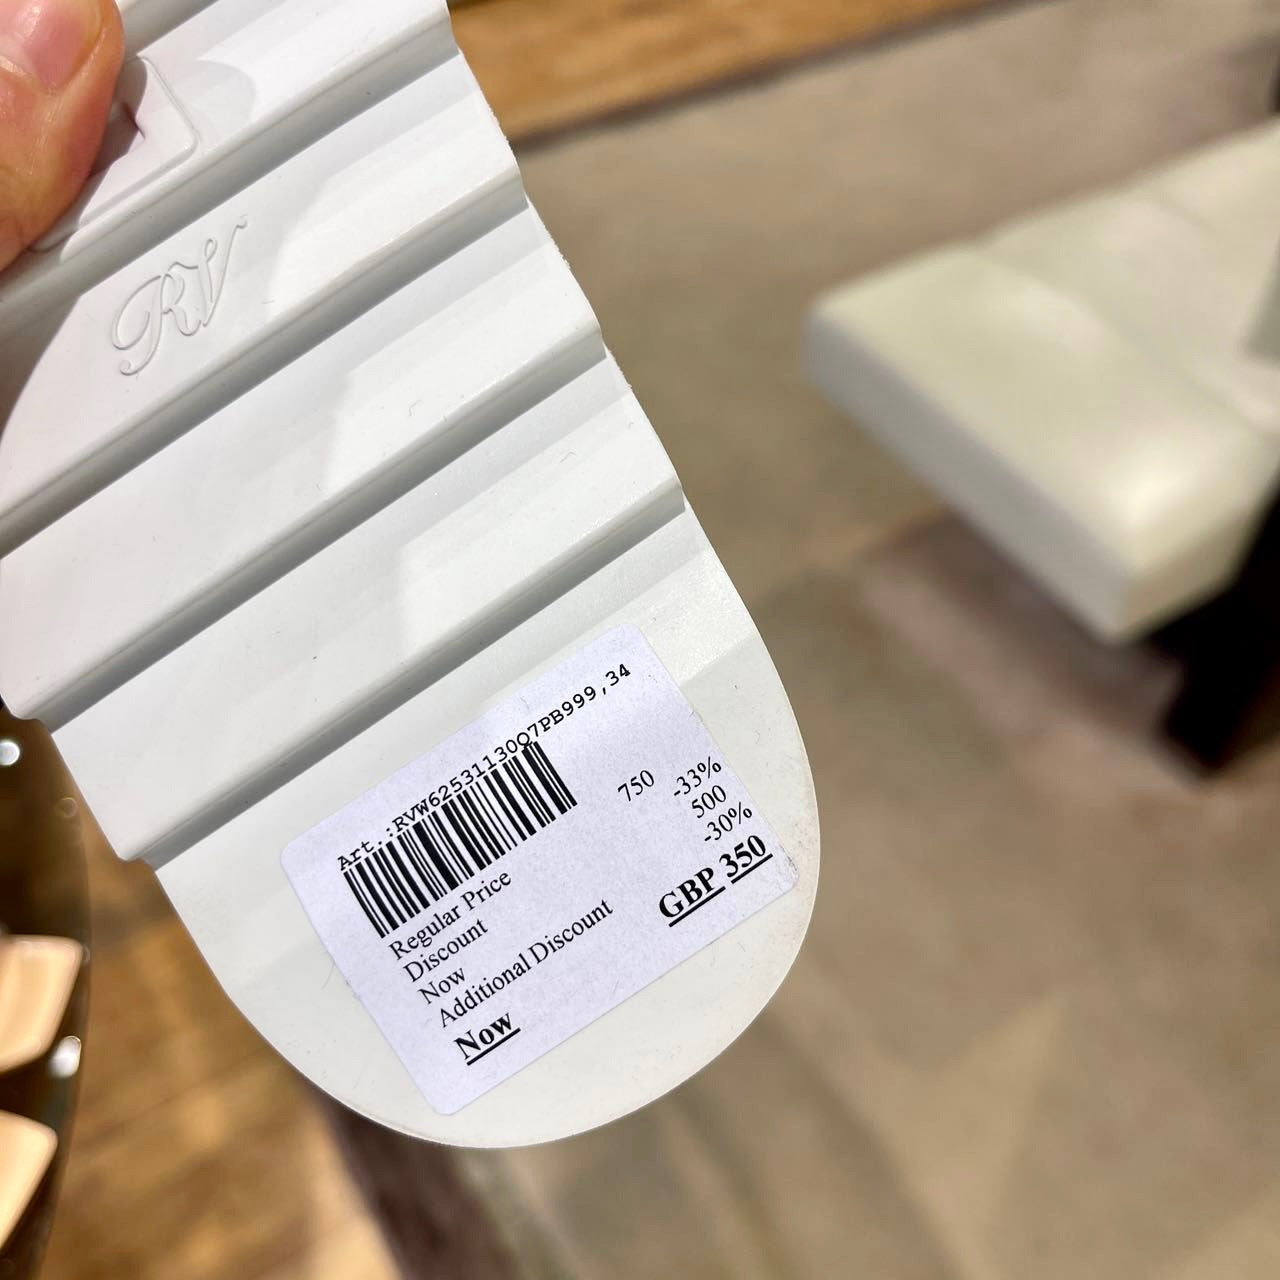 RV
Art.:RVW62531130Q7PB999,34
Regular Price 750
Discount -33%
Now 500
Additional Discount -30%
Now GBP 350